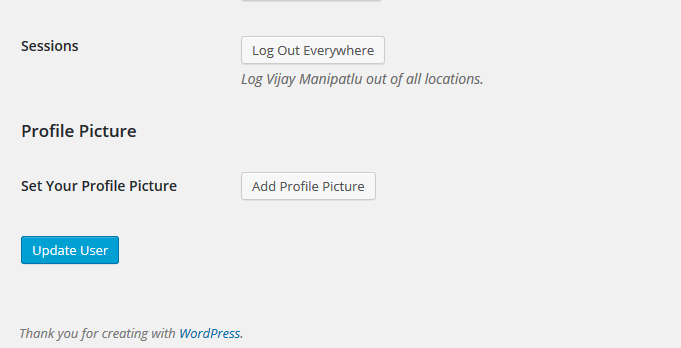 Sessions
Log Out Everywhere
Log Vijay Manipatlu out of all locations.
Profile Picture
Set Your Profile Picture
Add Profile Picture
Update User
Thank you for creating with WordPress.